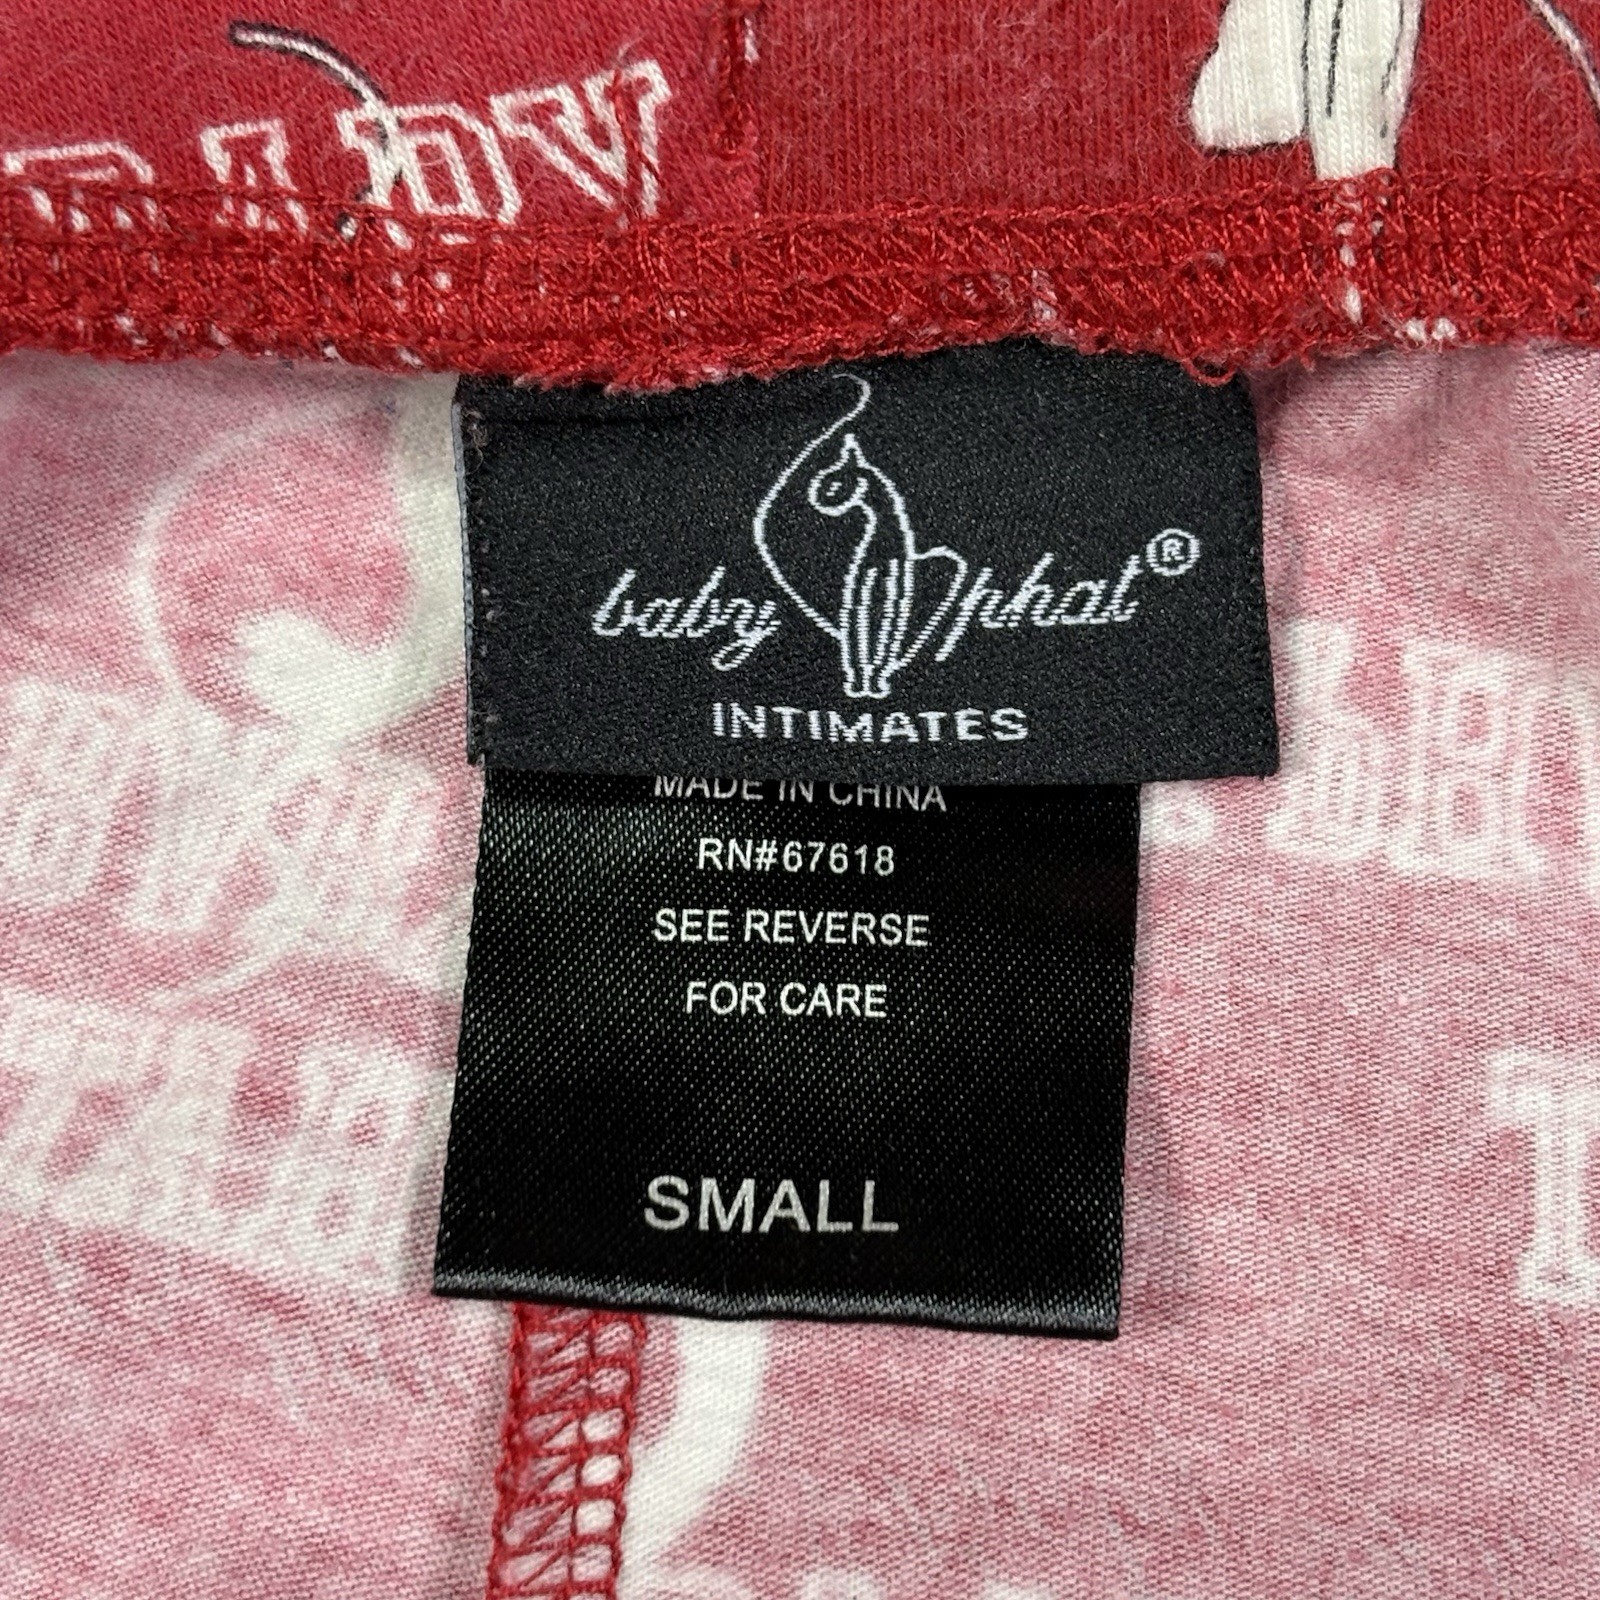 baby phat®
INTIMATES
MADE IN CHINA
RN#67618
SEE REVERSE
FOR CARE
SMALL